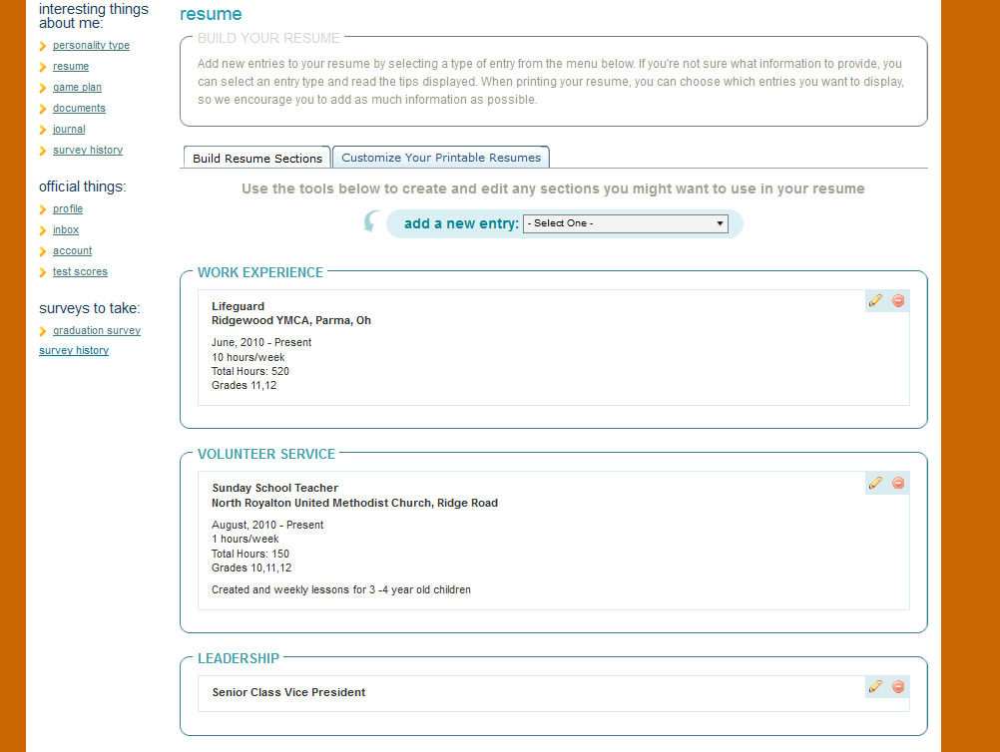 interesting things
about me:
personality type
resume
game plan
documents
journal
survey history
official things:
profile
inbox
account
test scores
surveys to take:
graduation survey
survey history
resume
BUILD YOUR RESUME
Add new entries to your resume by selecting a type of entry from the menu below. If you're not sure what information to provide, you
can select an entry type and read the tips displayed. When printing your resume, you can choose which entries you want to display,
so we encourage you to add as much information as possible.
Build Resume Sections
Customize Your Printable Resumes
Use the tools below to create and edit any sections you might want to use in your resume
add a new entry: - Select One -
WORK EXPERIENCE
Lifeguard
Ridgewood YMCA, Parma, Oh
June, 2010 - Present
10 hours/week
Total Hours: 520
Grades 11,12
VOLUNTEER SERVICE
Sunday School Teacher
North Royalton United Methodist Church, Ridge Road
August, 2010 - Present
1 hours/week
Total Hours: 150
Grades 10,11,12
Created and weekly lessons for 3 -4 year old children
LEADERSHIP
Senior Class Vice President